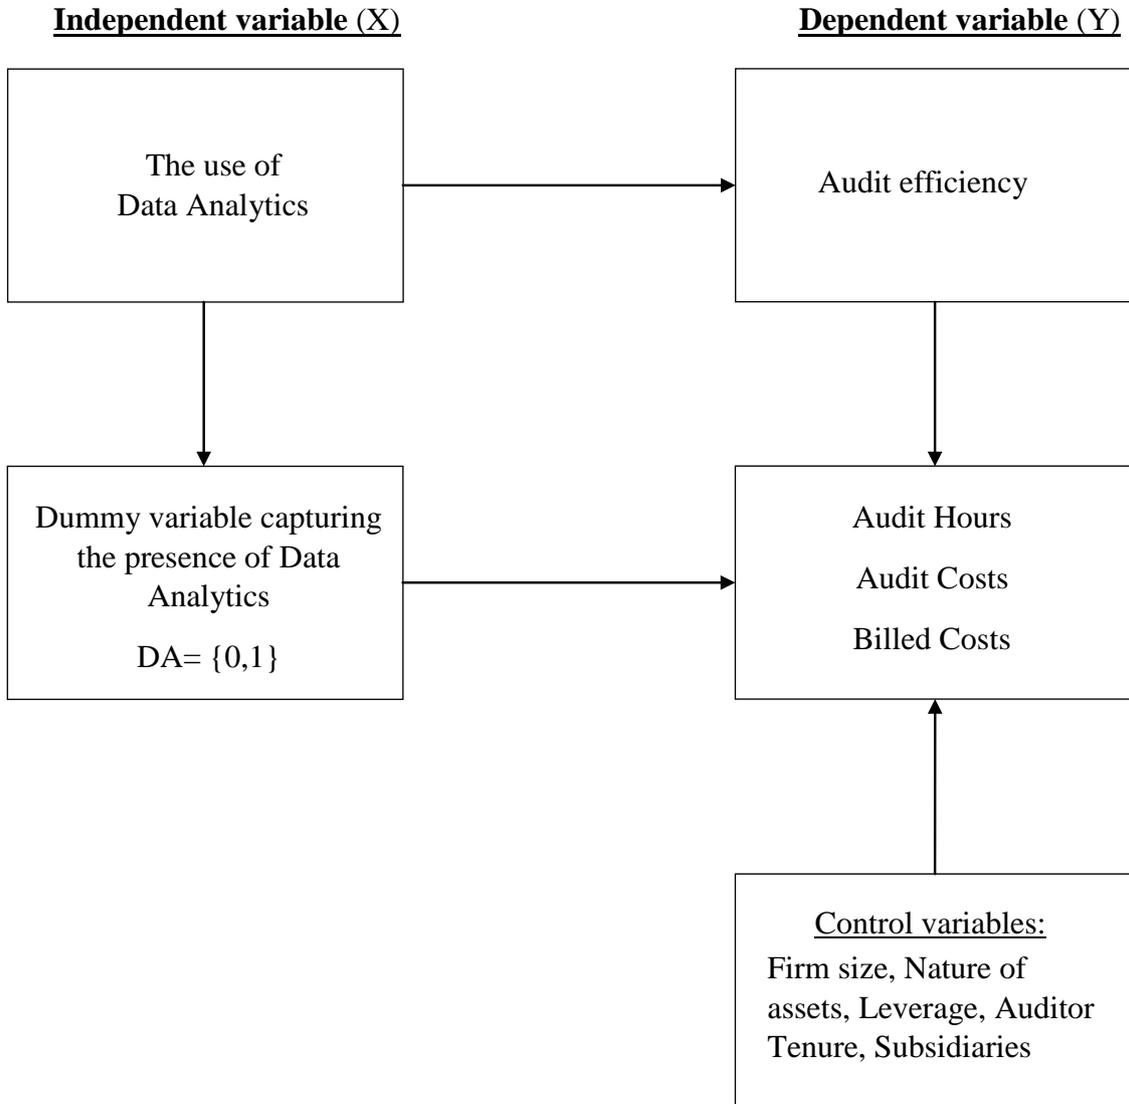 Independent variable (X)
Dependent variable (Y)
The use of
Data Analytics
Audit efficiency
Dummy variable capturing
the presence of Data
Analytics
DA= {0,1}
Audit Hours
Audit Costs
Billed Costs
Control variables:
Firm size, Nature of
assets, Leverage, Auditor
Tenure, Subsidiaries